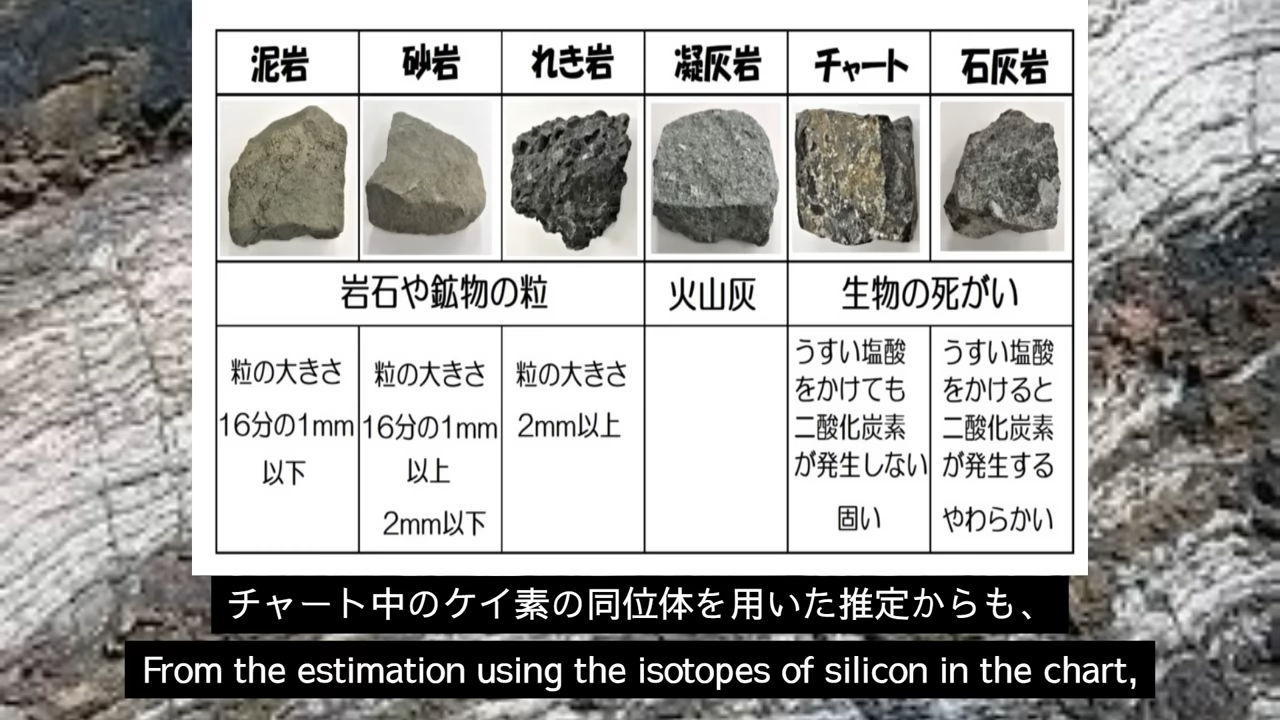 泥岩 砂岩 れき岩 凝灰岩 チャート 石灰岩
岩石や鉱物の粒 火山灰 生物の死がい
粒の大きさ
16分の1mm
以下
粒の大きさ
16分の1mm
以上
2mm以下
粒の大きさ
2mm以上
うすい塩酸
をかけても
二酸化炭素
が発生しない
固い
うすい塩酸
をかけると
二酸化炭素
が発生する
やわらかい
チャート中のケイ素の同位体を用いた推定からも、
From the estimation using the isotopes of silicon in the chart,